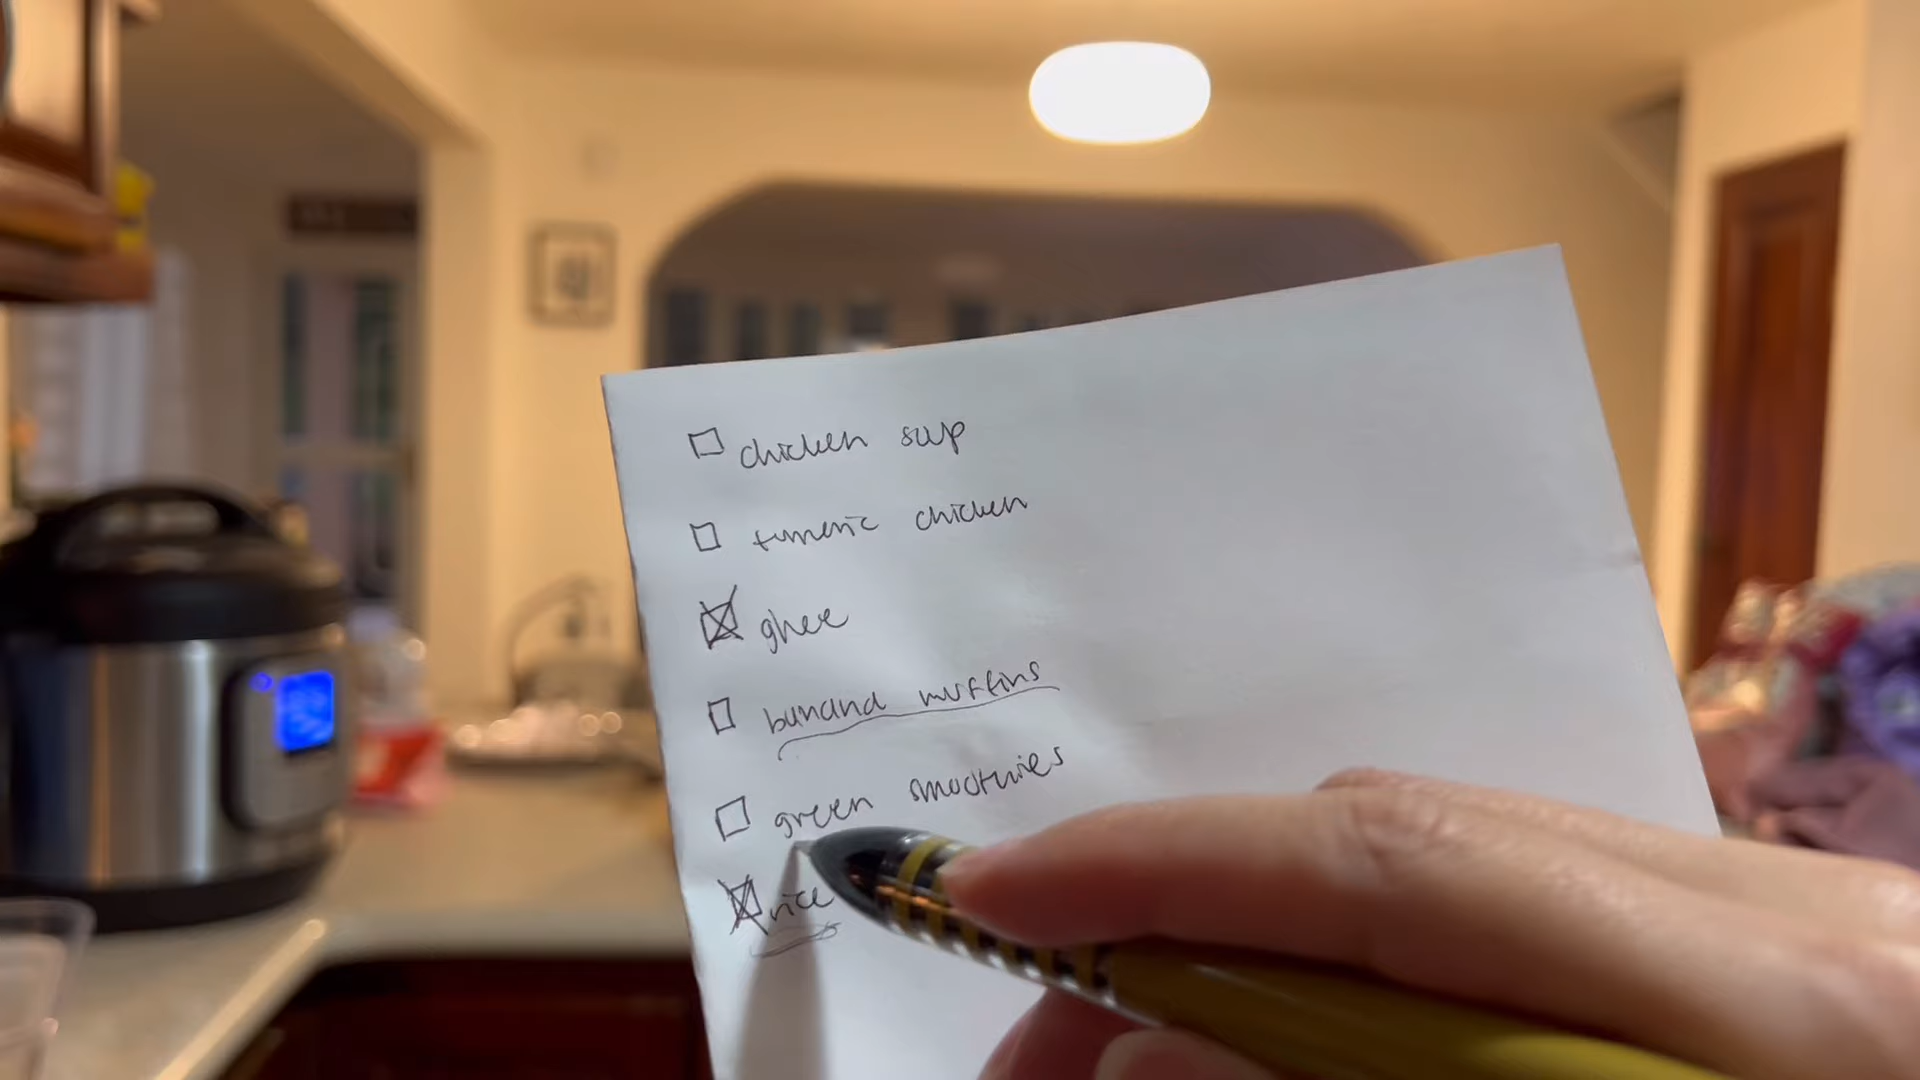 ☐ chicken soup
☐ tumeric chicken
☒ ghee
☐ banana muffins
☐ green smoothies
☒ rice